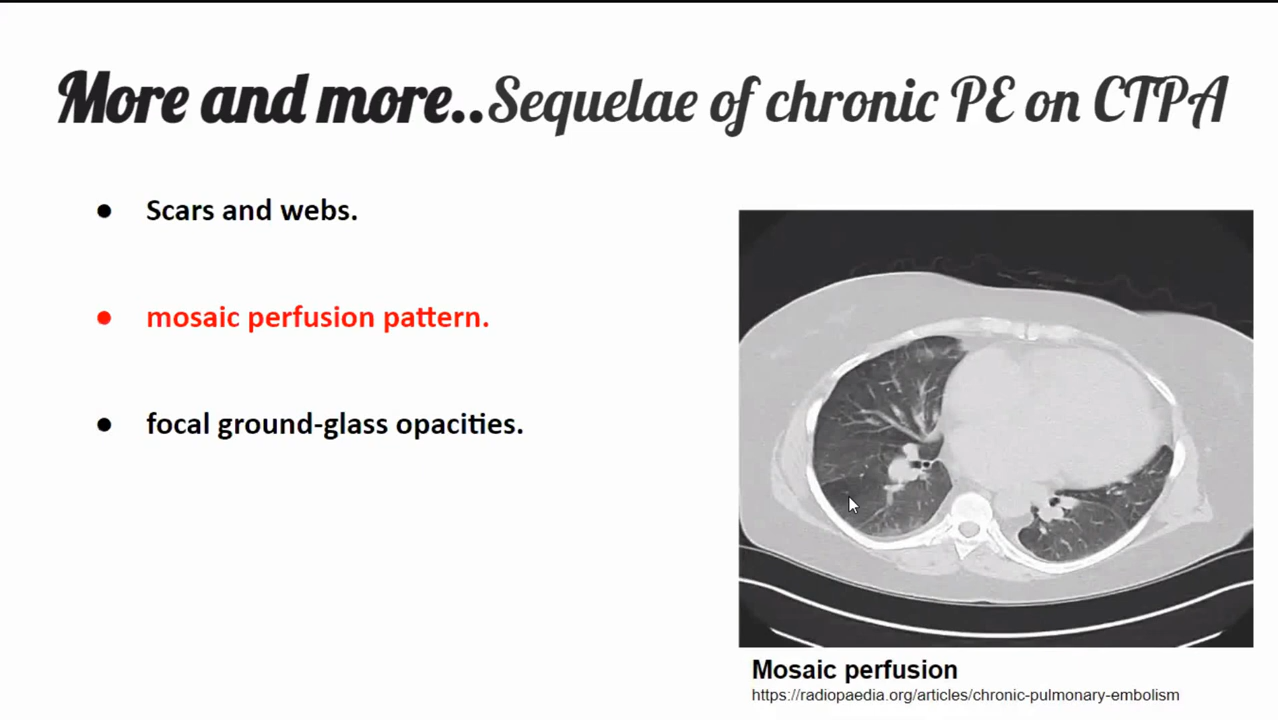 More and more..Sequelae of chronic PE on CTPA
● Scars and webs.
● mosaic perfusion pattern.
● focal ground-glass opacities.
Mosaic perfusion
https://radiopaedia.org/articles/chronic-pulmonary-embolism